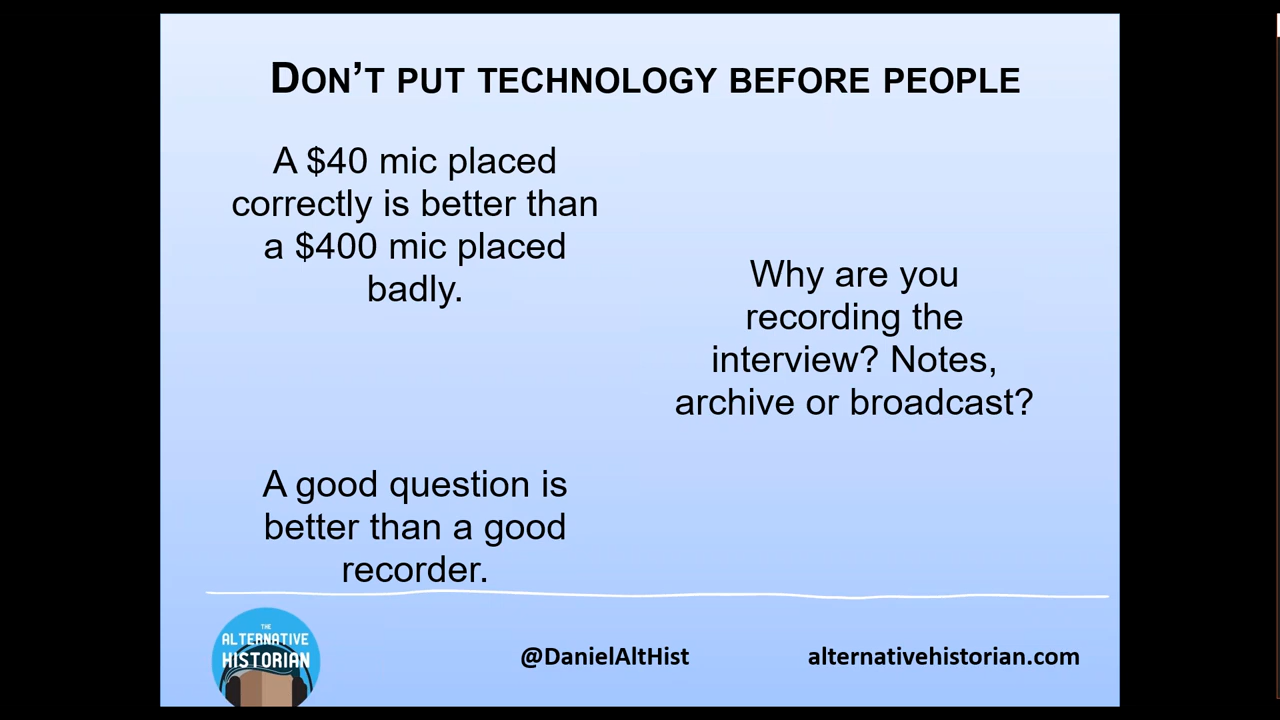 DON'T PUT TECHNOLOGY BEFORE PEOPLE
A $40 mic placed
correctly is better than
a $400 mic placed
badly.
Why are you
recording the
interview? Notes,
archive or broadcast?
A good question is
better than a good
recorder.
THE
ALTERNATIVE
HISTORIAN
@DanielAltHist
alternativehistorian.com